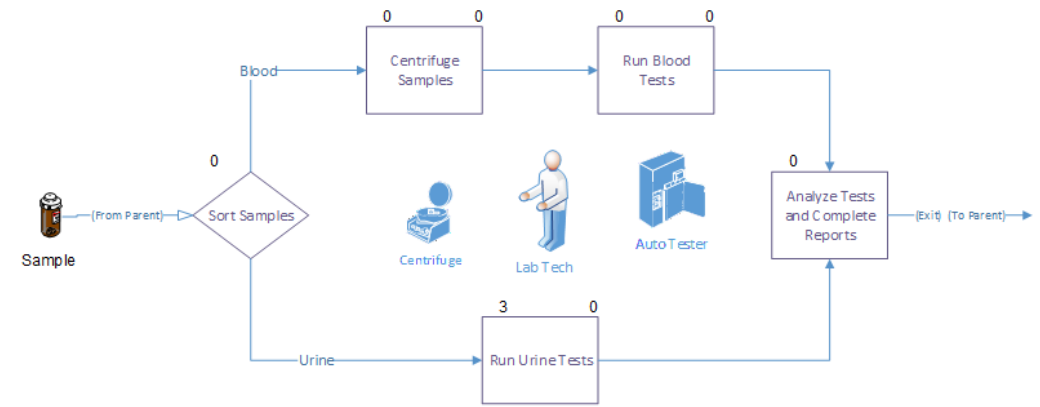 0 0
0 0
Centrifuge
Samples
Run Blood
Tests
Blood
0
0
Sort Samples
(From Parent)
Sample
Centrifuge
Lab Tech
Auto Tester
Analyze Tests
and Complete
Reports
(Exit) (To Parent)
3 0
Run Urine Tests
Urine